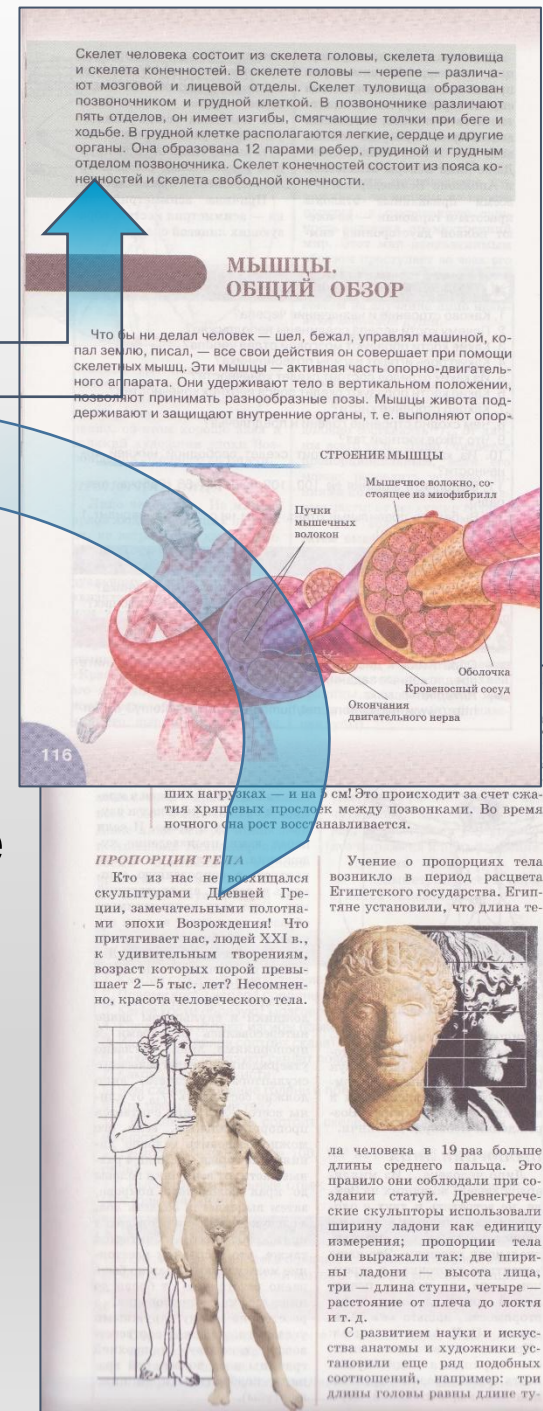 Скелет человека состоит из скелета головы, скелета туловища
и скелета конечностей. В скелете головы — черепе — различа-
ют мозговой и лицевой отделы. Скелет туловища образован
позвоночником и грудной клеткой. В позвоночнике различают
пять отделов, он имеет изгибы, смягчающие толчки при беге и
ходьбе. В грудной клетке располагаются легкие, сердце и другие
органы. Она образована 12 парами ребер, грудиной и грудным
отделом позвоночника. Скелет конечностей состоит из пояса ко-
нечностей и скелета свободной конечности.
МЫШЦЫ.
ОБЩИЙ ОБЗОР
Что бы ни делал человек — шел, бежал, управлял машиной, ко-
пал землю, писал, — все свои действия он совершает при помощи
скелетных мышц. Эти мышцы — активная часть опорно-двигатель-
ного аппарата. Они удерживают тело в вертикальном положении,
позволяют принимать разнообразные позы. Мышцы живота под-
держивают и защищают внутренние органы, т. е. выполняют опор-
СТРОЕНИЕ МЫШЦЫ
Мышечное волокно, со-
стоящее из миофибрилл
Пучки
мышечных
волокон
Оболочка
Кровеносный сосуд
Окончания
двигательного нерва
116
е
ших нагрузках — и на 5 см! Это происходит за счет сжа-
тия хрящевых прослоек между позвонками. Во время
ночного сна рост восстанавливается.
ПРОПОРЦИИ ТЕЛА
Кто из нас не восхищался
скульптурами Древней Гре-
ции, замечательными полотна-
ми эпохи Возрождения! Что
притягивает нас, людей XXI в.,
к удивительным творениям,
возраст которых порой превы-
шает 2—5 тыс. лет? Несомнен-
но, красота человеческого тела.
Учение о пропорциях тела
возникло в период расцвета
Египетского государства. Егип-
тяне установили, что длина те-
ла человека в 19 раз больше
длины среднего пальца. Это
правило они соблюдали при со-
здании статуй. Древнегрече-
ские скульпторы использовали
ширину ладони как единицу
измерения; пропорции тела
они выражали так: две шири-
ны ладони — высота лица,
три — длина ступни, четыре —
расстояние от плеча до локтя
и т. д.
С развитием науки и искус-
ства анатомы и художники ус-
тановили еще ряд подобных
соотношений, например: три
длины головы равны длине ту-